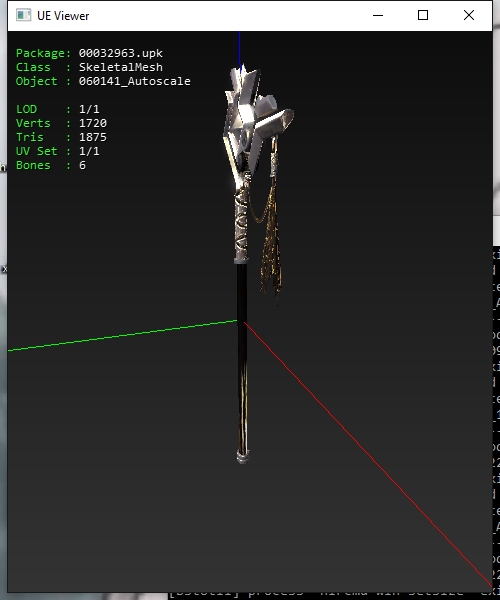 UE Viewer
Package: 00032963.upk
Class : SkeletalMesh
Object : 060141_Autoscale
LOD : 1/1
Verts : 1720
Tris : 1875
UV Set : 1/1
Bones : 6